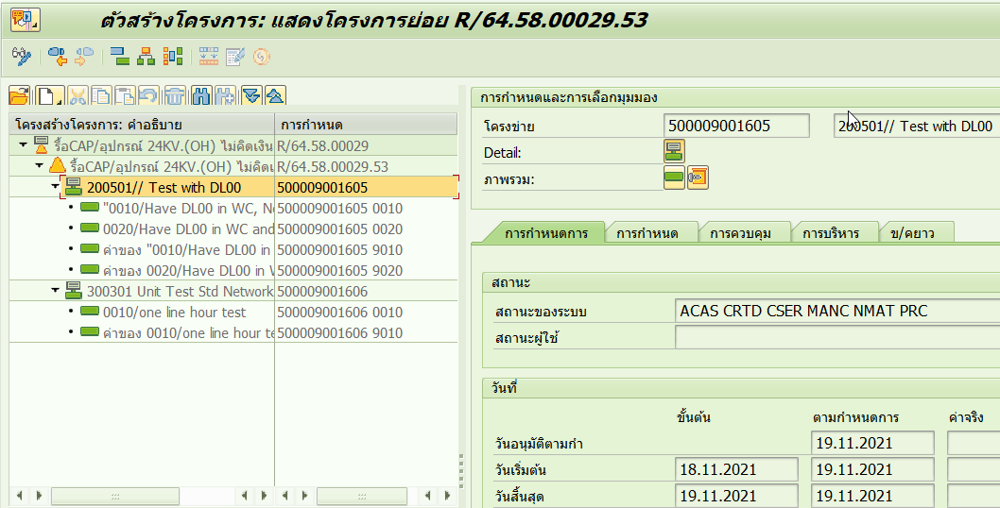 ตัวสร้างโครงการ: แสดงโครงการย่อย R/64.58.00029.53
โครงสร้างโครงการ: คำอธิบาย การกำหนด
รื้อCAP/อุปกรณ์ 24KV.(OH) ไม่คิดเงิน R/64.58.00029
รื้อCAP/อุปกรณ์ 24KV.(OH) ไม่คิดเ R/64.58.00029.53
200501// Test with DL00 500009001605
"0010/Have DL00 in WC, N 500009001605 0010
0020/Have DL00 in WC and 500009001605 0020
ค่าของ "0010/Have DL00 in 500009001605 9010
ค่าของ 0020/Have DL00 in 500009001605 9020
300301 Unit Test Std Network 500009001606
0010/one line hour test 500009001606 0010
ค่าของ 0010/one line hour te 500009001606 9010
การกำหนดและการเลือกมุมมอง
โครงข่าย 500009001605 200501// Test with DL00
Detail:
ภาพรวม:
การกำหนดการ การกำหนด การควบคุม การบริหาร ข/คยาว
สถานะ
สถานะของระบบ ACAS CRTD CSER MANC NMAT PRC
สถานะผู้ใช้
วันที่
ขั้นต้น ตามกำหนดการ ค่าจริง
วันอนุมัติตามกำ 19.11.2021
วันเริ่มต้น 18.11.2021 19.11.2021
วันสิ้นสุด 19.11.2021 19.11.2021